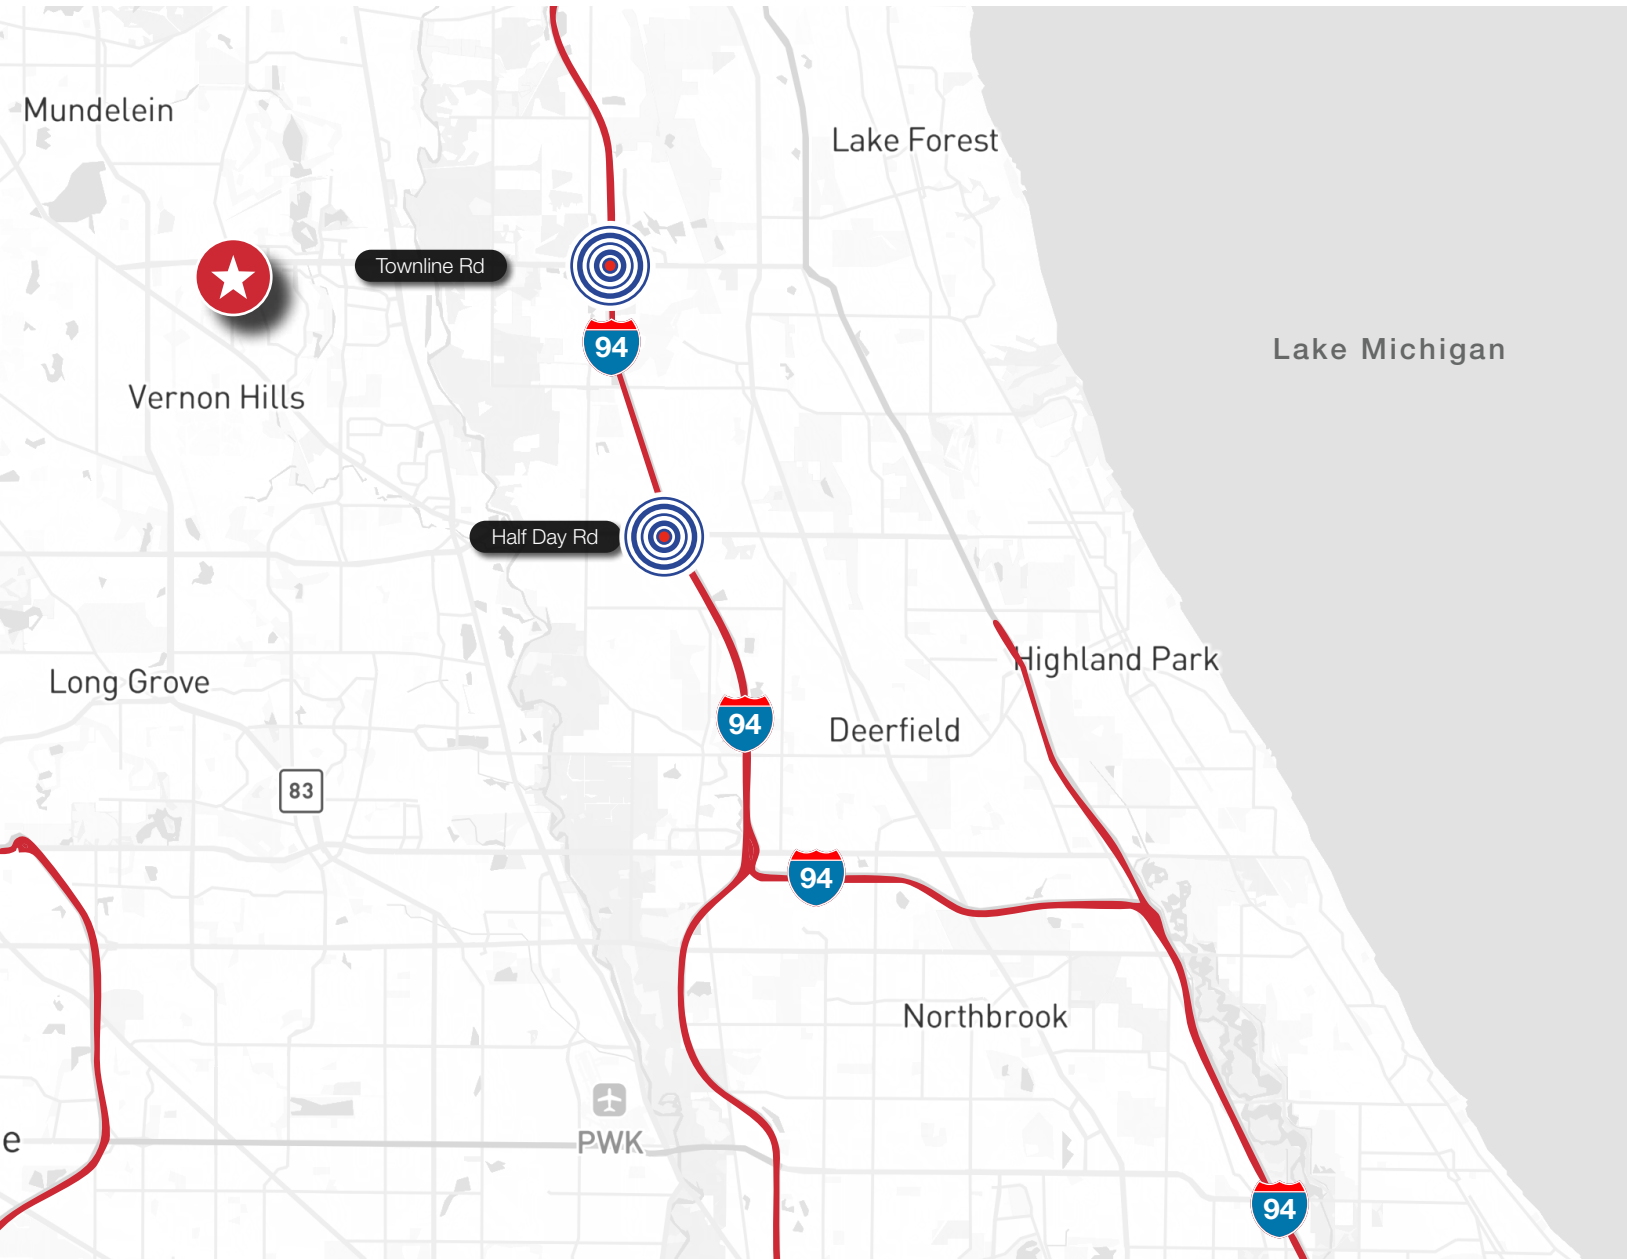 Mundelein
Lake Forest
Townline Rd
94
Lake Michigan
Vernon Hills
Half Day Rd
Highland Park
Long Grove
94
Deerfield
83
94
Northbrook
e
PWK
94